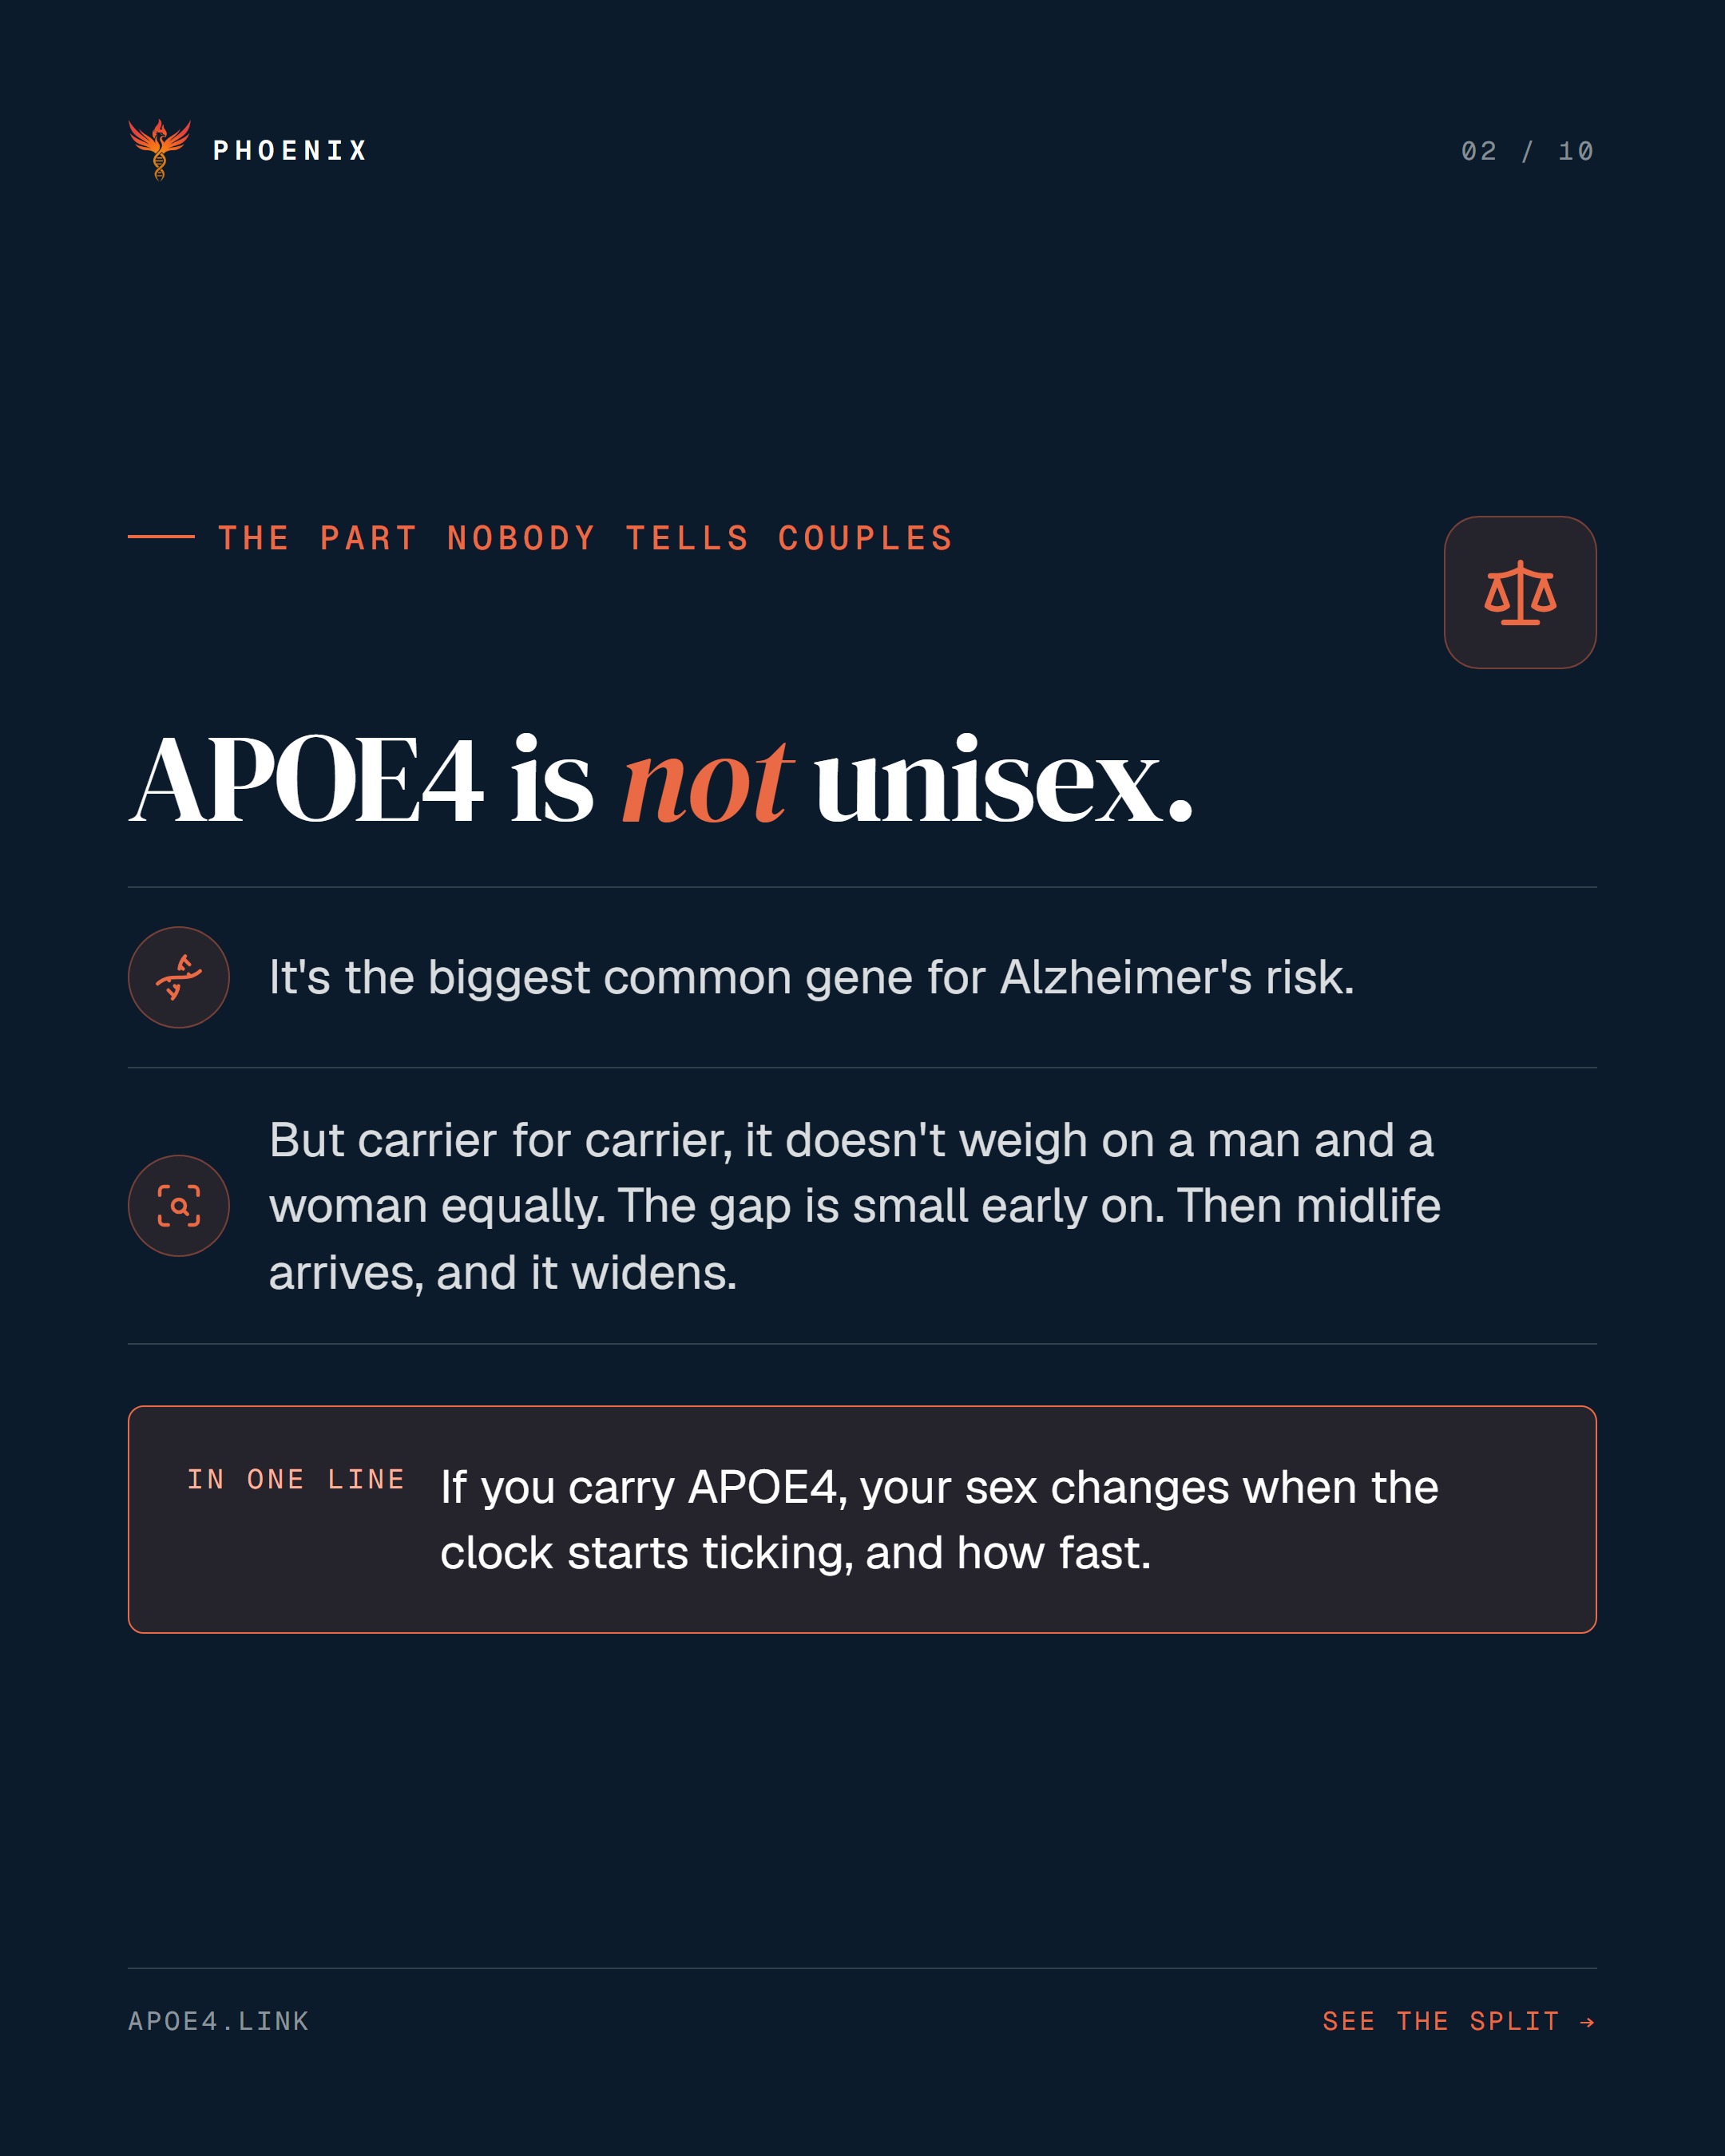 PHOENIX
02 / 10
THE PART NOBODY TELLS COUPLES
APOE4 is not unisex.
It's the biggest common gene for Alzheimer's risk.
But carrier for carrier, it doesn't weigh on a man and a
woman equally. The gap is small early on. Then midlife
arrives, and it widens.
IN ONE LINE
If you carry APOE4, your sex changes when the
clock starts ticking, and how fast.
APOE4.LINK
SEE THE SPLIT →